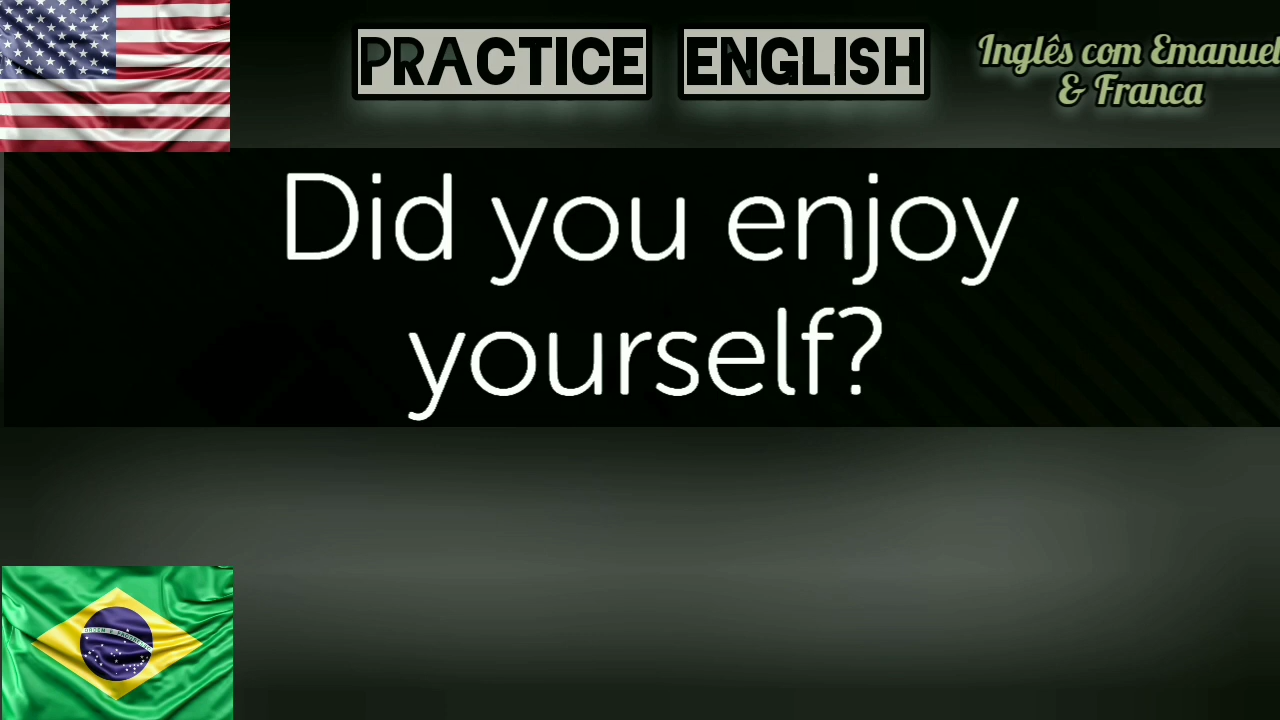 PRACTICE ENGLISH
Inglês com Emanuel
& Franca
Did you enjoy
yourself?